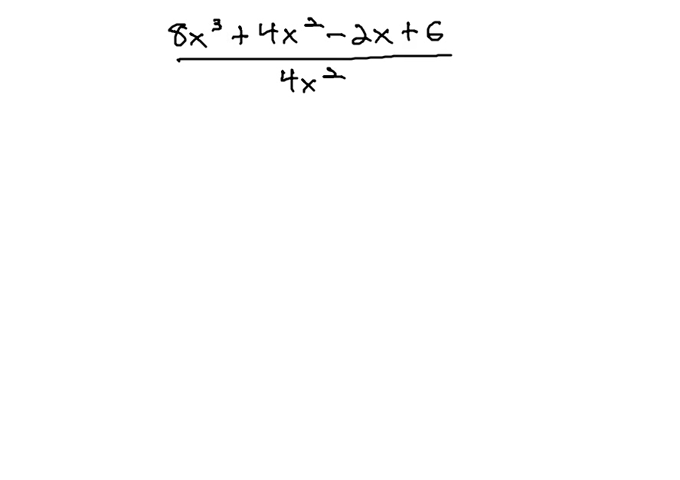 8x³ + 4x² - 2x + 6
4x²